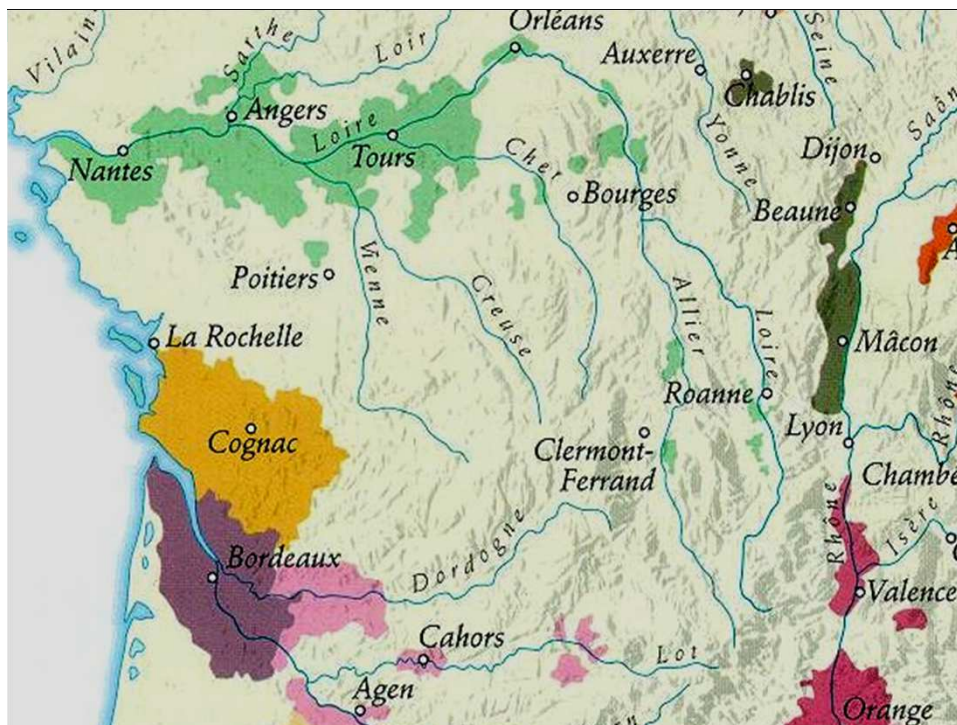 Orléans
Vilain
Sarthe
Loir
Auxerre
Seine
Chablis
Saôn
Angers
Loire
Tours
Nantes
Cher
Yonne
Dijon
Bourges
Beaune
A
Poitiers
Vienne
Creuse
Allier
Loire
La Rochelle
Mâcon
Roanne
Rhône
Cognac
Clermont-
Ferrand
Lyon
Chambé
Rhône
Isère
Dordogne
Bordeaux
Valence
Cahors
Lot
Agen
Orange